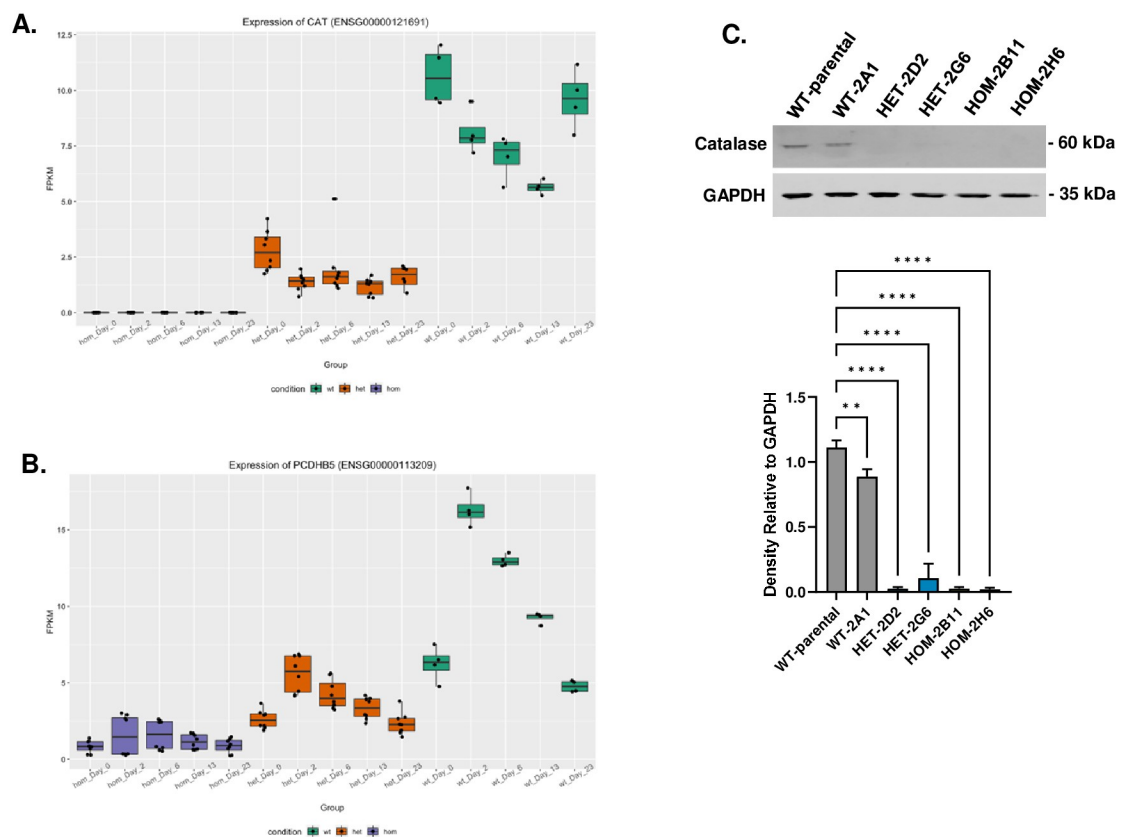 A.
Expression of CAT (ENSG00000121691)
12.5
10.0
7.5
5.0
2.5
0.0
FPKM
hom_Day_0
hom_Day_2
hom_Day_6
hom_Day_13
hom_Day_23
het_Day_0
het_Day_2
het_Day_6
het_Day_13
het_Day_23
wt_Day_0
wt_Day_2
wt_Day_6
wt_Day_13
wt_Day_23
Group
condition wt het hom
B.
Expression of PCDHB5 (ENSG00000113209)
15
10
5
0
FPKM
hom_Day_0
hom_Day_2
hom_Day_6
hom_Day_13
hom_Day_23
het_Day_0
het_Day_2
het_Day_6
het_Day_13
het_Day_23
wt_Day_0
wt_Day_2
wt_Day_6
wt_Day_13
wt_Day_23
Group
condition wt het hom
C.
WT-parental
WT-2A1
HET-2D2
HET-2G6
HOM-2B11
HOM-2H6
Catalase - 60 kDa
GAPDH - 35 kDa
****
****
****
****
**
1.5
1.0
0.5
0.0
Density Relative to GAPDH
WT-parental
WT-2A1
HET-2D2
HET-2G6
HOM-2B11
HOM-2H6